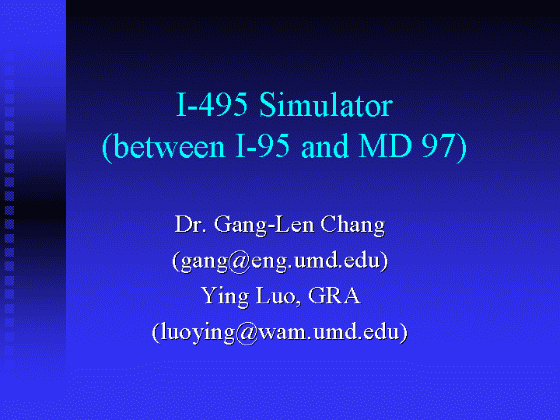 I-495 Simulator
(between I-95 and MD 97)
Dr. Gang-Len Chang
(gang@eng.umd.edu)
Ying Luo, GRA
(luoying@wam.umd.edu)